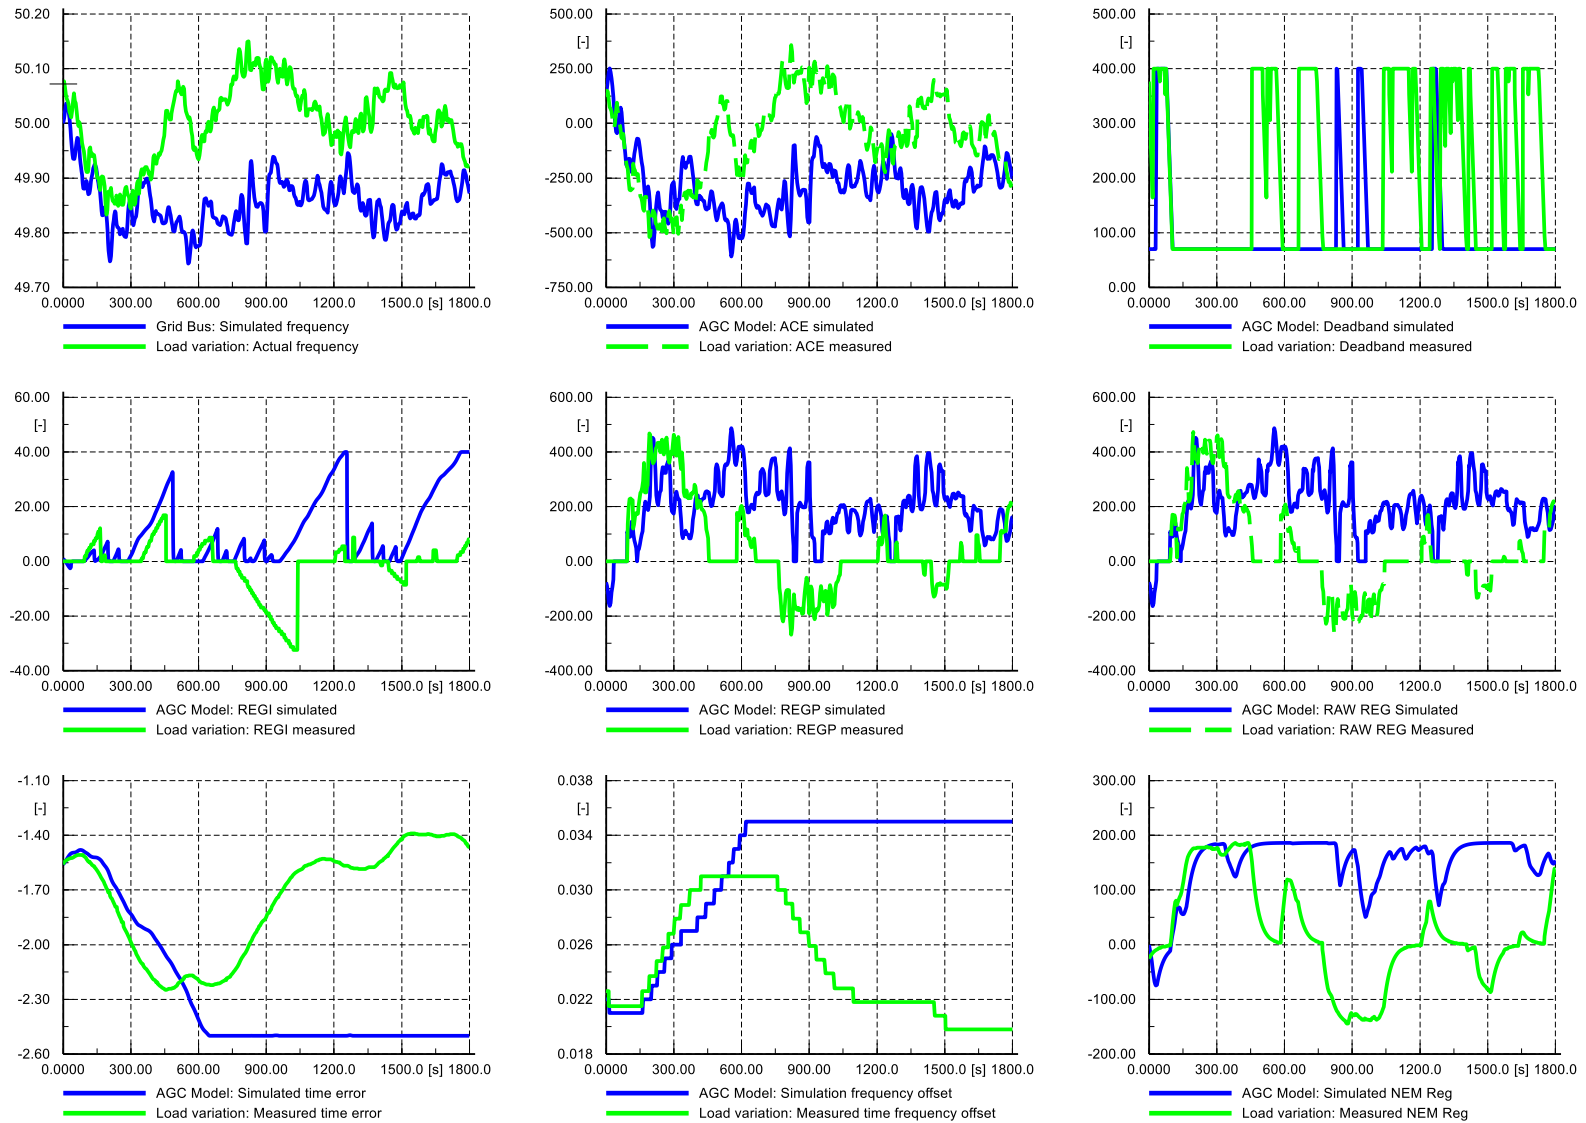 50.20
50.10
50.00
49.90
49.80
49.70
0.0000 300.00 600.00 900.00 1200.0 1500.0 [s] 1800.0
Grid Bus: Simulated frequency
Load variation: Actual frequency
500.00
[-]
250.00
0.00
-250.00
-500.00
-750.00
0.0000 300.00 600.00 900.00 1200.0 1500.0 [s] 1800.0
AGC Model: ACE simulated
Load variation: ACE measured
500.00
[-]
400.00
300.00
200.00
100.00
0.00
0.0000 300.00 600.00 900.00 1200.0 1500.0 [s] 1800.0
AGC Model: Deadband simulated
Load variation: Deadband measured
60.00
[-]
40.00
20.00
0.00
-20.00
-40.00
0.0000 300.00 600.00 900.00 1200.0 1500.0 [s] 1800.0
AGC Model: REGI simulated
Load variation: REGI measured
600.00
[-]
400.00
200.00
0.00
-200.00
-400.00
0.0000 300.00 600.00 900.00 1200.0 1500.0 [s] 1800.0
AGC Model: REGP simulated
Load variation: REGP measured
600.00
[-]
400.00
200.00
0.00
-200.00
-400.00
0.0000 300.00 600.00 900.00 1200.0 1500.0 [s] 1800.0
AGC Model: RAW REG Simulated
Load variation: RAW REG Measured
-1.10
[-]
-1.40
-1.70
-2.00
-2.30
-2.60
0.0000 300.00 600.00 900.00 1200.0 1500.0 [s] 1800.0
AGC Model: Simulated time error
Load variation: Measured time error
0.038
[-]
0.034
0.030
0.026
0.022
0.018
0.0000 300.00 600.00 900.00 1200.0 1500.0 [s] 1800.0
AGC Model: Simulation frequency offset
Load variation: Measured time frequency offset
300.00
[-]
200.00
100.00
0.00
-100.00
-200.00
0.0000 300.00 600.00 900.00 1200.0 1500.0 [s] 1800.0
AGC Model: Simulated NEM Reg
Load variation: Measured NEM Reg